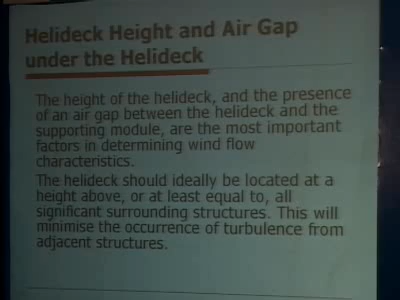 Helideck Height and Air Gap
under the Helideck
The height of the helideck, and the presence
of an air gap between the helideck and the
supporting module, are the most important
factors in determining wind flow
characteristics.
The helideck should ideally be located at a
height above, or at least equal to, all
significant surrounding structures. This will
minimise the occurrence of turbulence from
adjacent structures.